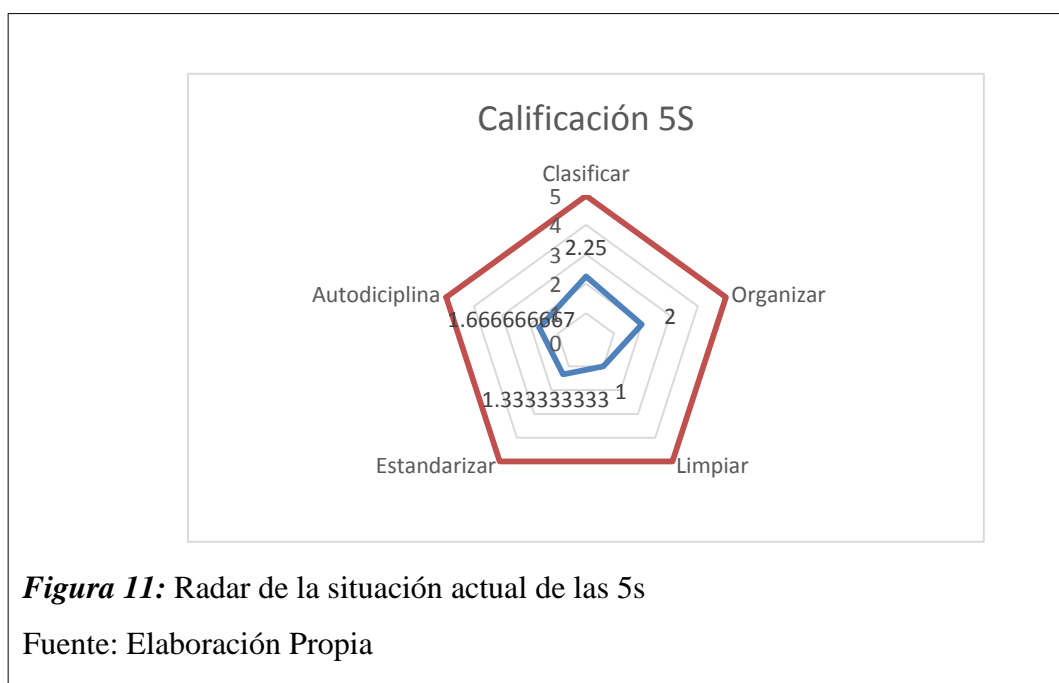 Calificación 5S
Clasificar
5
4
3
2
1
0
2.25
Organizar
2
Autodiciplina
1.666666667
1.333333333
1
Estandarizar
Limpiar
Figura 11: Radar de la situación actual de las 5s
Fuente: Elaboración Propia